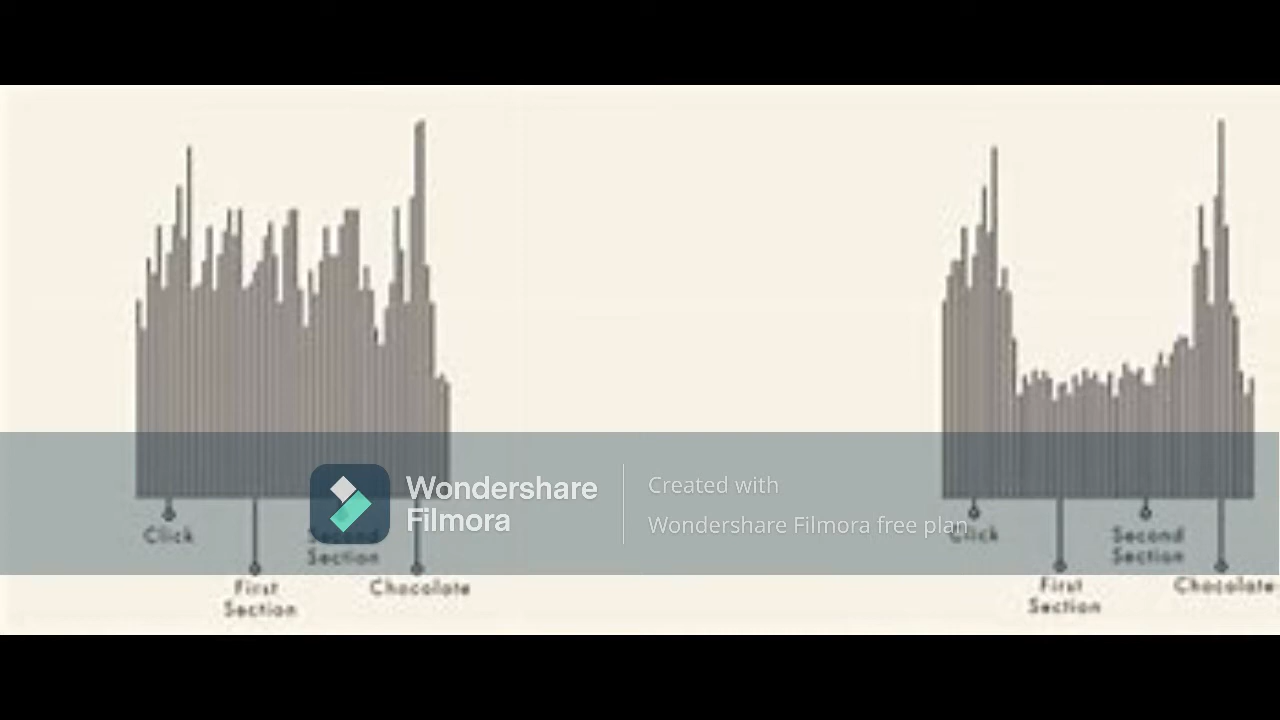 Wondershare
Filmora
Created with
Wondershare Filmora free plan
Click
Second
Section
First
Section
Chocolate
Click
Second
Section
First
Section
Chocolate